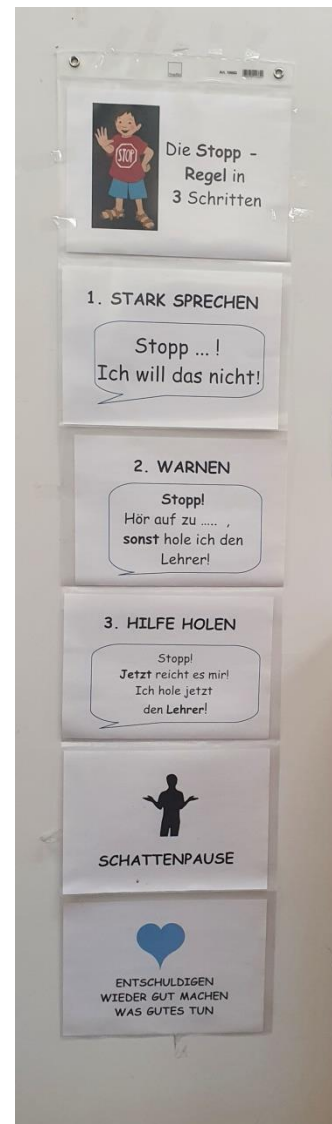 STOP
Die Stopp -
Regel in
3 Schritten
1. STARK SPRECHEN
Stopp ... !
Ich will das nicht!
2. WARNEN
Stopp!
Hör auf zu ..... ,
sonst hole ich den
Lehrer!
3. HILFE HOLEN
Stopp!
Jetzt reicht es mir!
Ich hole jetzt
den Lehrer!
SCHATTENPAUSE
ENTSCHULDIGEN
WIEDER GUT MACHEN
WAS GUTES TUN